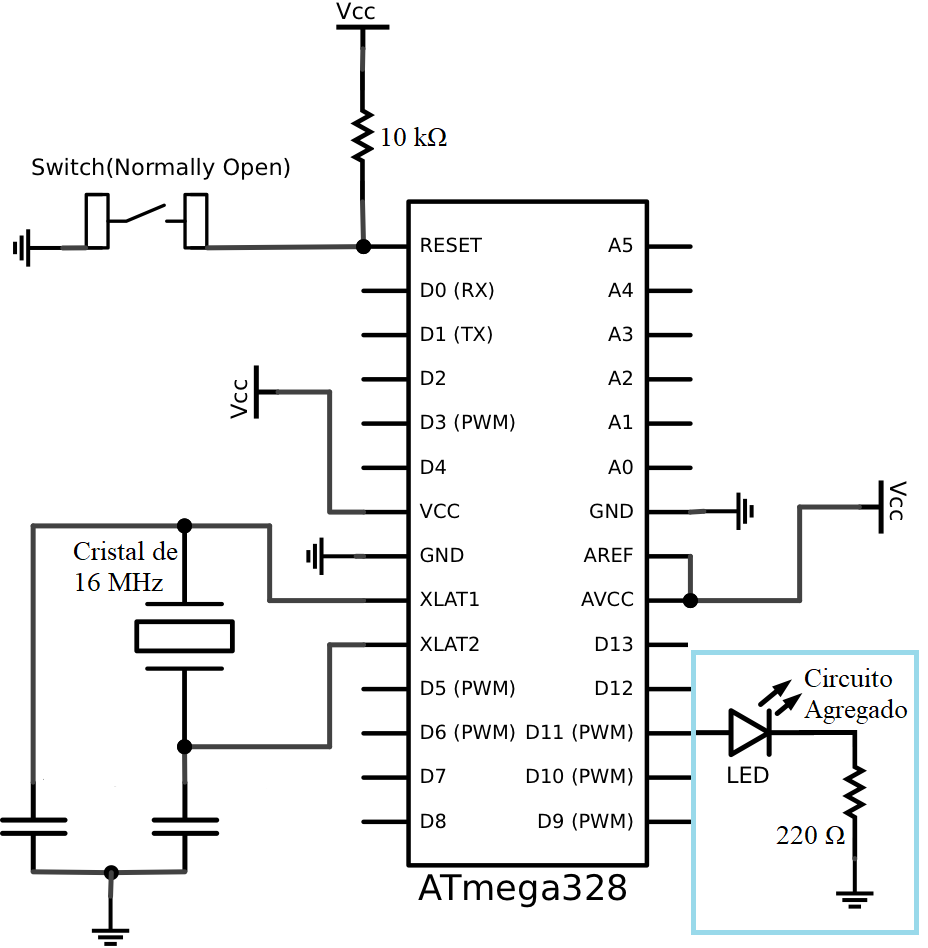 Vcc
10 kΩ
Switch(Normally Open)
RESET
D0 (RX)
D1 (TX)
D2
D3 (PWM)
D4
VCC
GND
XLAT1
XLAT2
D5 (PWM)
D6 (PWM)
D7
D8
A5
A4
A3
A2
A1
A0
GND
AREF
AVCC
D13
D12
D11 (PWM)
D10 (PWM)
D9 (PWM)
Vcc
Vcc
Cristal de
16 MHz
Circuito
Agregado
LED
220 Ω
ATmega328